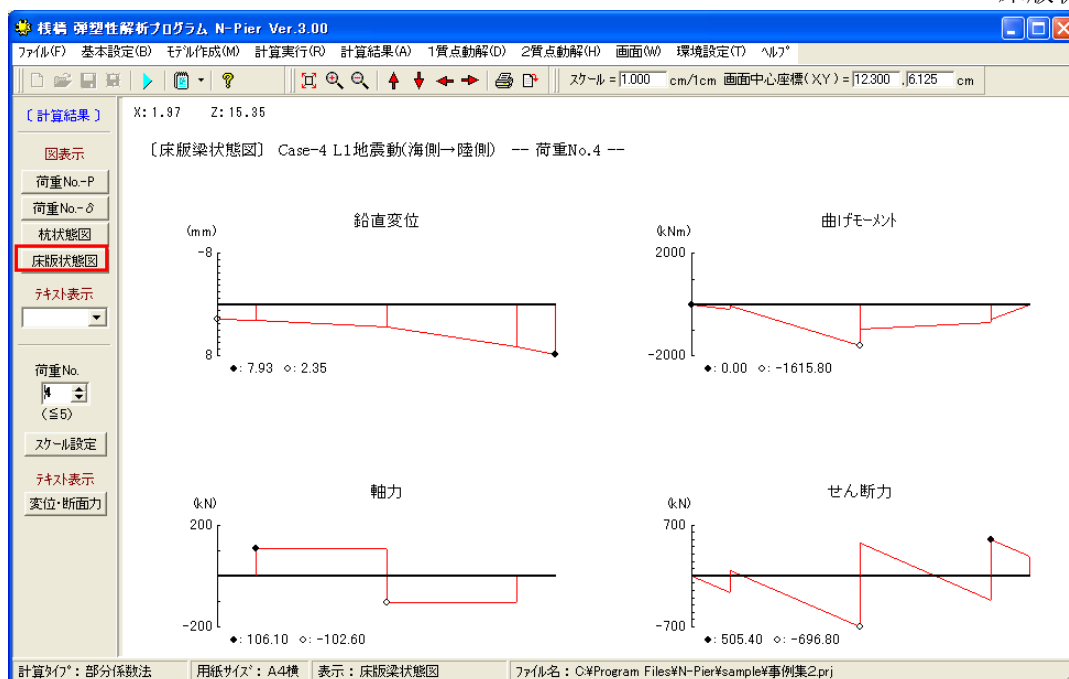 桟橋 弾塑性解析プログラム N-Pier Ver.3.00
ファイル(F) 基本設定(B) モデル作成(M) 計算実行(R) 計算結果(A) 1質点動解(D) 2質点動解(H) 画面(W) 環境設定(T) ヘルプ
スケール = 1.000 cm/1cm 画面中心座標(XY) = 12.300 , 6.125 cm
〔計算結果〕
X: 1.97 Z: 15.35
〔床版梁状態図〕 Case-4 L1地震動(海側→陸側) -- 荷重No.4 --
図表示
荷重No.-P
荷重No.-δ
杭状態図
床版状態図
テキスト表示
荷重No.
4
(≦5)
スケール設定
テキスト表示
変位・断面力
鉛直変位
(mm)
-8
8
◆: 7.93 ◇: 2.35
曲げモーメント
(kNm)
2000
-2000
◆: 0.00 ◇: -1615.80
軸力
(kN)
200
-200
◆: 106.10 ◇: -102.60
せん断力
(kN)
700
-700
◆: 505.40 ◇: -696.80
計算タイプ: 部分係数法 用紙サイズ: A4横 表示: 床版梁状態図 ファイル名: C:¥Program Files¥N-Pier¥sample¥事例集2.prj